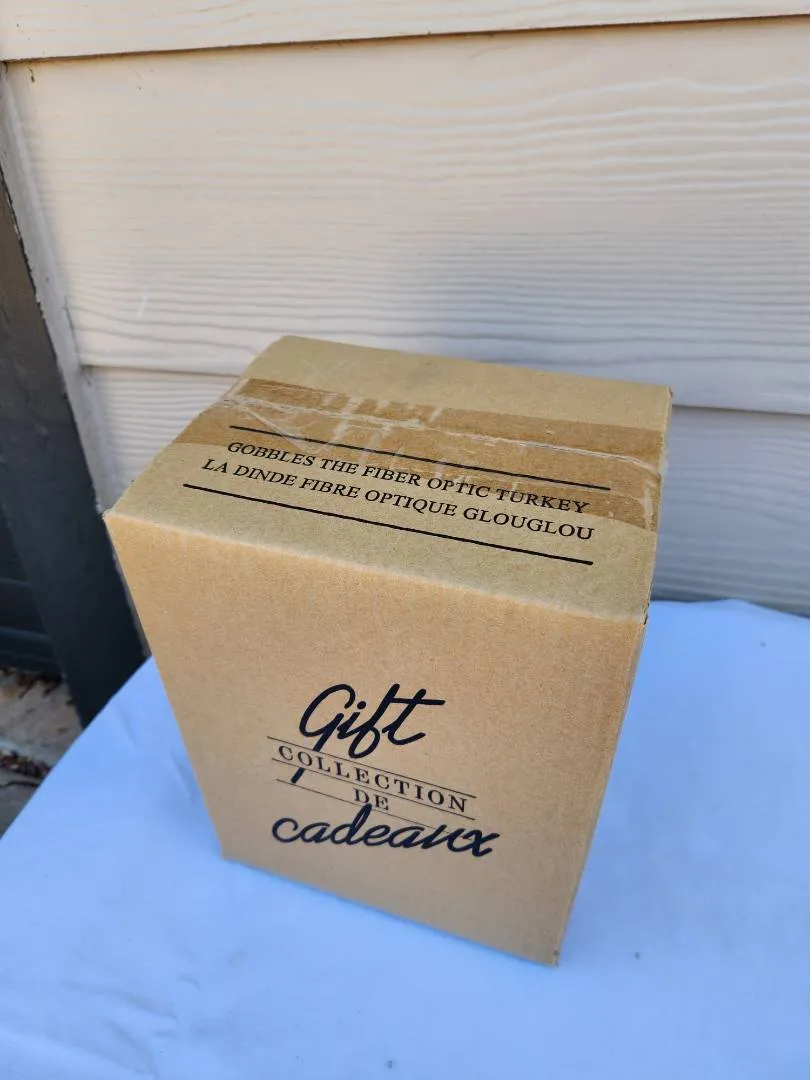 GOBBLES THE FIBER OPTIC TURKEY
LA DINDE FIBRE OPTIQUE GLOUGLOU
Gift
COLLECTION
DE
cadeaux